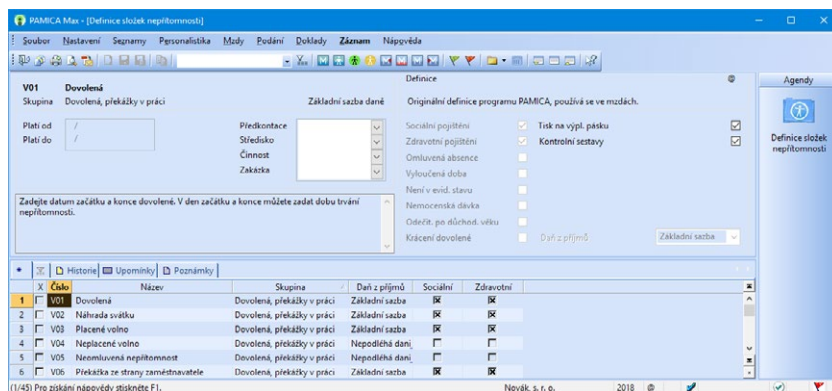 PAMICA Max - [Definice složek nepřítomnosti]
Soubor Nastavení Seznamy Personalistika Mzdy Podání Doklady Záznam Nápověda
V01 Dovolená
Skupina Dovolená, překážky v práci Základní sazba daně
Platí od /
Platí do /
Předkontace
Středisko
Činnost
Zakázka
Zadejte datum začátku a konce dovolené. V den začátku a konce můžete zadat dobu trvání
nepřítomnosti.
Definice
Originální definice programu PAMICA, používá se ve mzdách.
Sociální pojištění Tisk na výpl. pásku
Zdravotní pojištění Kontrolní sestavy
Omluvená absence
Vyloučená doba
Není v evid. stavu
Nemocenská dávka
Odečit. po důchod. věku
Krácení dovolené Daň z příjmů Základní sazba
Agendy
Definice složek
nepřítomnosti
Historie Upomínky Poznámky
X Číslo Název Skupina Daň z příjmů Sociální Zdravotní
1 V01 Dovolená Dovolená, překážky v práci Základní sazba
2 V02 Náhrada svátku Dovolená, překážky v práci Základní sazba
3 V03 Placené volno Dovolená, překážky v práci Základní sazba
4 V04 Neplacené volno Dovolená, překážky v práci Nepodléhá dani
5 V05 Neomluvená nepřítomnost Dovolená, překážky v práci Nepodléhá dani
6 V06 Překážka ze strany zaměstnavatele Dovolená, překážky v práci Základní sazba
(1/45) Pro získání nápovědy stiskněte F1. Novák, s. r. o. 2018 @